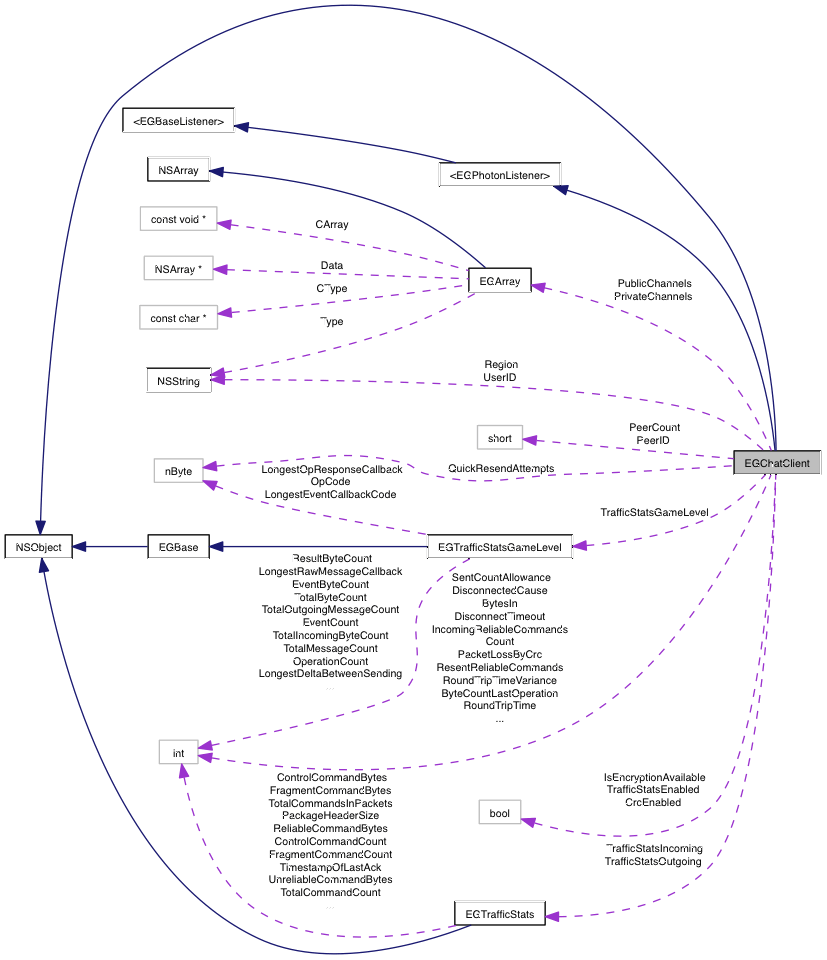 <EGBaseListener>
NSArray
<EGPhotonListener>
const void *
CArray
NSArray *
Data
EGArray
PublicChannels
PrivateChannels
C_Type
const char *
Type
NSString
Region
UserID
short
PeerCount
PeerID
EGChatClient
nByte
LongestOpResponseCallback
OpCode
LongestEventCallbackCode
QuickResendAttempts
TrafficStatsGameLevel
NSObject
EGBase
EGTrafficStatsGameLevel
ResultByteCount
LongestRawMessageCallback
EventByteCount
TotalByteCount
TotalOutgoingMessageCount
EventCount
TotalIncomingByteCount
TotalMessageCount
OperationCount
LongestDeltaBetweenSending
...
SentCountAllowance
DisconnectedCause
BytesIn
DisconnectTimeout
IncomingReliableCommands
Count
PacketLossByCrc
ResentReliableCommands
RoundTripTimeVariance
ByteCountLastOperation
RoundTripTime
...
int
ControlCommandBytes
FragmentCommandBytes
TotalCommandsInPackets
PackageHeaderSize
ReliableCommandBytes
ControlCommandCount
FragmentCommandCount
TimestampOfLastAck
UnreliableCommandBytes
TotalCommandCount
...
bool
IsEncryptionAvailable
TrafficStatsEnabled
CrcEnabled
TrafficStatsIncoming
TrafficStatsOutgoing
EGTrafficStats